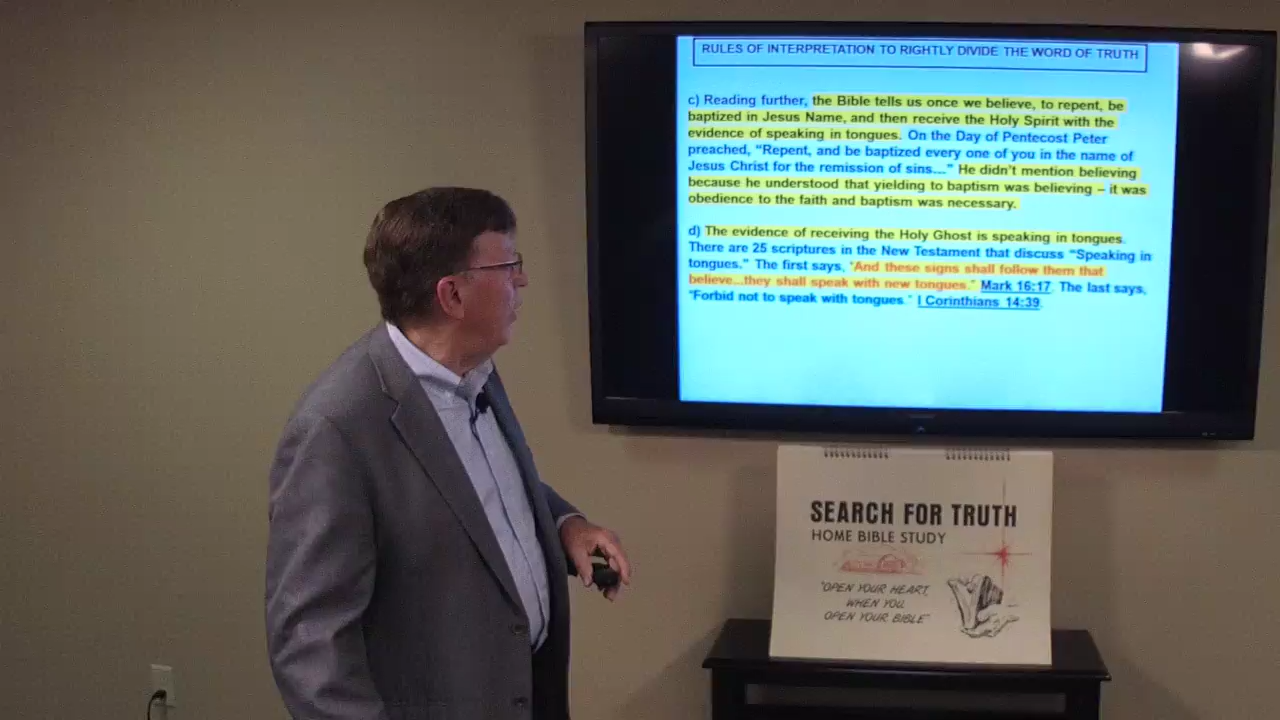 RULES OF INTERPRETATION TO RIGHTLY DIVIDE THE WORD OF TRUTH
c) Reading further, the Bible tells us once we believe, to repent, be
baptized in Jesus Name, and then receive the Holy Spirit with the
evidence of speaking in tongues. On the Day of Pentecost Peter
preached, “Repent, and be baptized every one of you in the name of
Jesus Christ for the remission of sins...” He didn’t mention believing
because he understood that yielding to baptism was believing – it was
obedience to the faith and baptism was necessary.
d) The evidence of receiving the Holy Ghost is speaking in tongues.
There are 25 scriptures in the New Testament that discuss “Speaking in
tongues.” The first says, “And these signs shall follow them that
believe...they shall speak with new tongues.” Mark 16:17. The last says,
“Forbid not to speak with tongues.” I Corinthians 14:39.
SEARCH FOR TRUTH
HOME BIBLE STUDY
"OPEN YOUR HEART,
WHEN YOU
OPEN YOUR BIBLE"